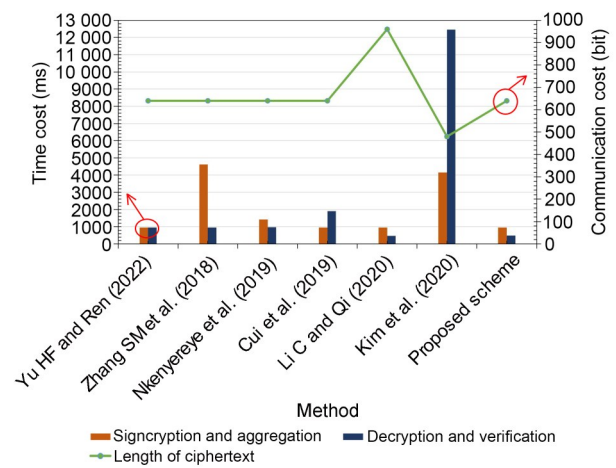 13 000
12 000
11 000
10 000
9000
8000
7000
6000
5000
4000
3000
2000
1000
0
Time cost (ms)
1000
900
800
700
600
500
400
300
200
100
0
Communication cost (bit)
Yu HF and Ren (2022)
Zhang SM et al. (2018)
Nkenyereye et al. (2019)
Cui et al. (2019)
Li C and Qi (2020)
Kim et al. (2020)
Proposed scheme
Method
Signcryption and aggregation
Decryption and verification
Length of ciphertext